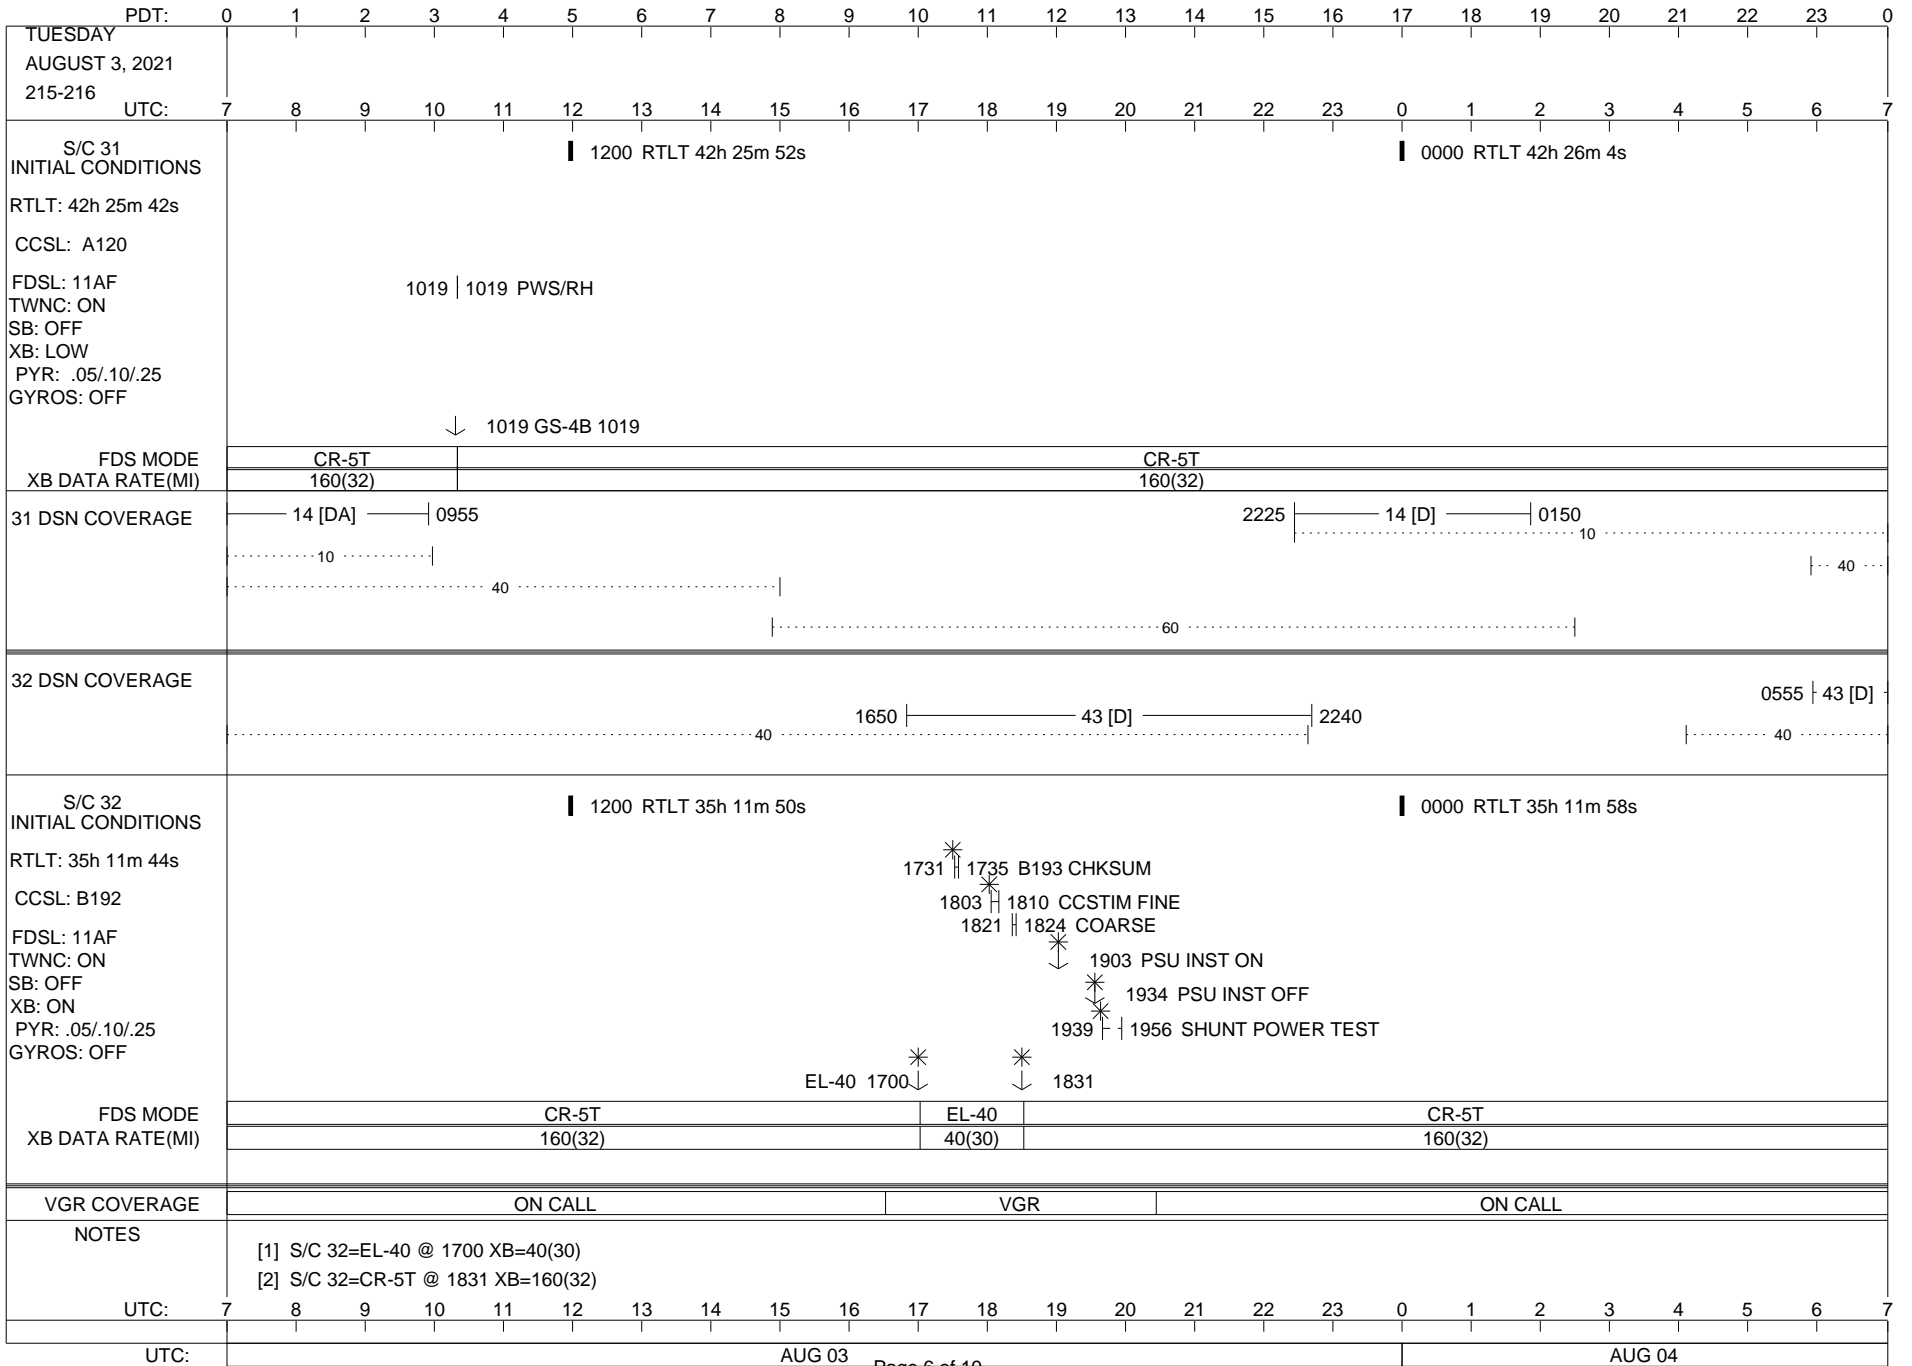 PDT: 0 1 2 3 4 5 6 7 8 9 10 11 12 13 14 15 16 17 18 19 20 21 22 23 0
TUESDAY
AUGUST 3, 2021
215-216
UTC: 7 8 9 10 11 12 13 14 15 16 17 18 19 20 21 22 23 0 1 2 3 4 5 6 7
S/C 31
INITIAL CONDITIONS
1200 RTLT 42h 25m 52s
0000 RTLT 42h 26m 4s
RTLT: 42h 25m 42s
CCSL: A120
FDSL: 11AF
1019 1019 PWS/RH
TWNC: ON
SB: OFF
XB: LOW
PYR: .05/.10/.25
GYROS: OFF
1019 GS-4B 1019
FDS MODE CR-5T CR-5T
XB DATA RATE(MI) 160(32) 160(32)
31 DSN COVERAGE 14 [DA] 0955 2225 14 [D] 0150
10
10
40
40
60
32 DSN COVERAGE
0555 43 [D]
1650 43 [D] 2240
40 40
S/C 32
INITIAL CONDITIONS
1200 RTLT 35h 11m 50s
0000 RTLT 35h 11m 58s
RTLT: 35h 11m 44s
1731 1735 B193 CHKSUM
CCSL: B192
1803 1810 CCSTIM FINE
1821 1824 COARSE
FDSL: 11AF
TWNC: ON
1903 PSU INST ON
SB: OFF
1934 PSU INST OFF
XB: ON
PYR: .05/.10/.25
1939 1956 SHUNT POWER TEST
GYROS: OFF
EL-40 1700 1831
FDS MODE CR-5T EL-40 CR-5T
XB DATA RATE(MI) 160(32) 40(30) 160(32)
VGR COVERAGE ON CALL VGR ON CALL
NOTES
[1] S/C 32=EL-40 @ 1700 XB=40(30)
[2] S/C 32=CR-5T @ 1831 XB=160(32)
UTC: 7 8 9 10 11 12 13 14 15 16 17 18 19 20 21 22 23 0 1 2 3 4 5 6 7
UTC: AUG 03 AUG 04
Page 6 of 19